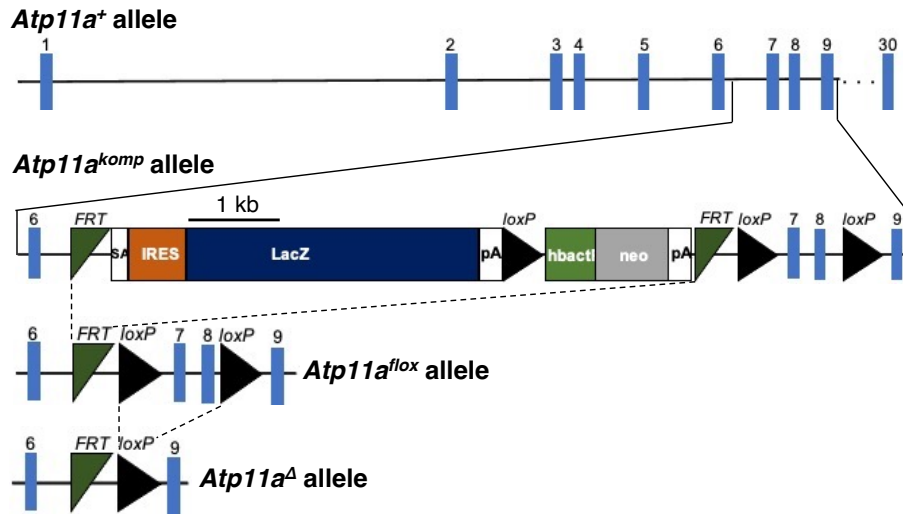 Atp11a+ allele
1 2 3 4 5 6 7 8 9 30
. . .
Atp11akomp allele
1 kb
6 FRT loxP FRT loxP 7 8 loxP 9
SA IRES LacZ pA hbactI neo pA
6 FRT loxP 7 8 loxP 9
Atp11aflox allele
6 FRT loxP 9
Atp11aΔ allele